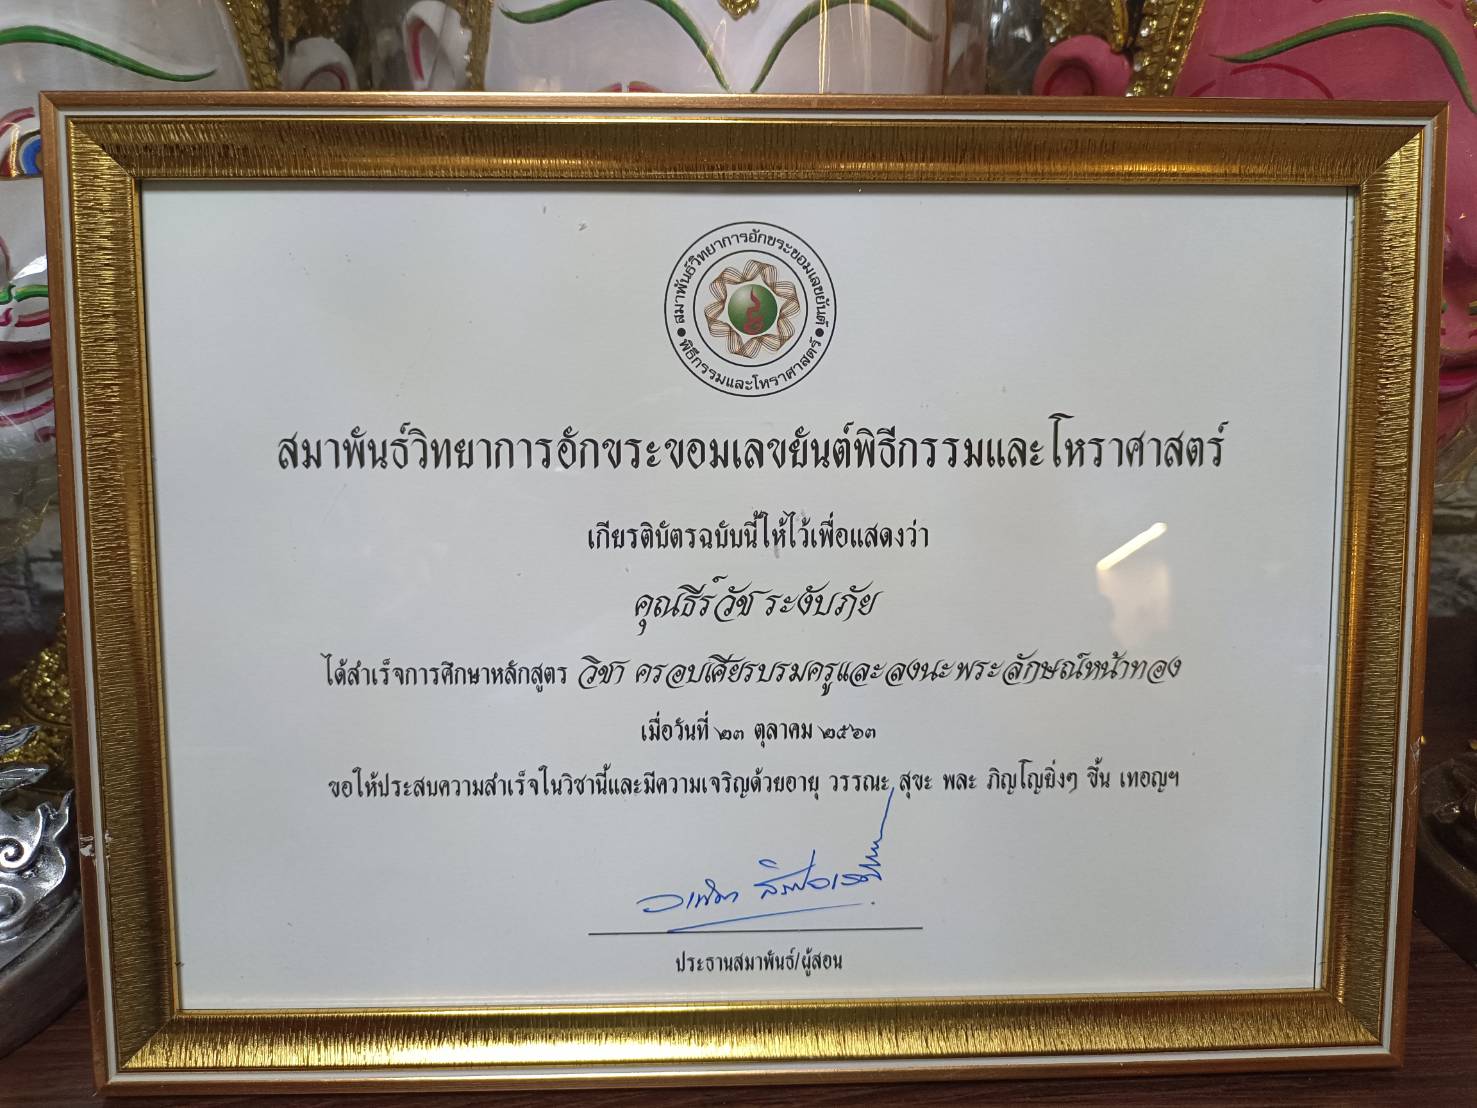 สมาพันธ์วิทยาการอักขระขอมเลขยันต์
พิธีกรรมและโหราศาสตร์
สมาพันธ์วิทยาการอักขระขอมเลขยันต์พิธีกรรมและโหราศาสตร์
เกียรติบัตรฉบับนี้ให้ไว้เพื่อแสดงว่า
คุณธีร์วัช ระงับภัย
ได้สำเร็จการศึกษาหลักสูตร วิชา ครอบเศียรบรมครูและลงนะพระลักษณ์หน้าทอง
เมื่อวันที่ ๒๓ ตุลาคม ๒๕๖๓
ขอให้ประสบความสำเร็จในวิชานี้และมีความเจริญด้วยอายุ วรรณะ สุขะ พละ ภิญโญยิ่งๆ ขึ้น เทอญฯ
ประธานสมาพันธ์/ผู้สอน